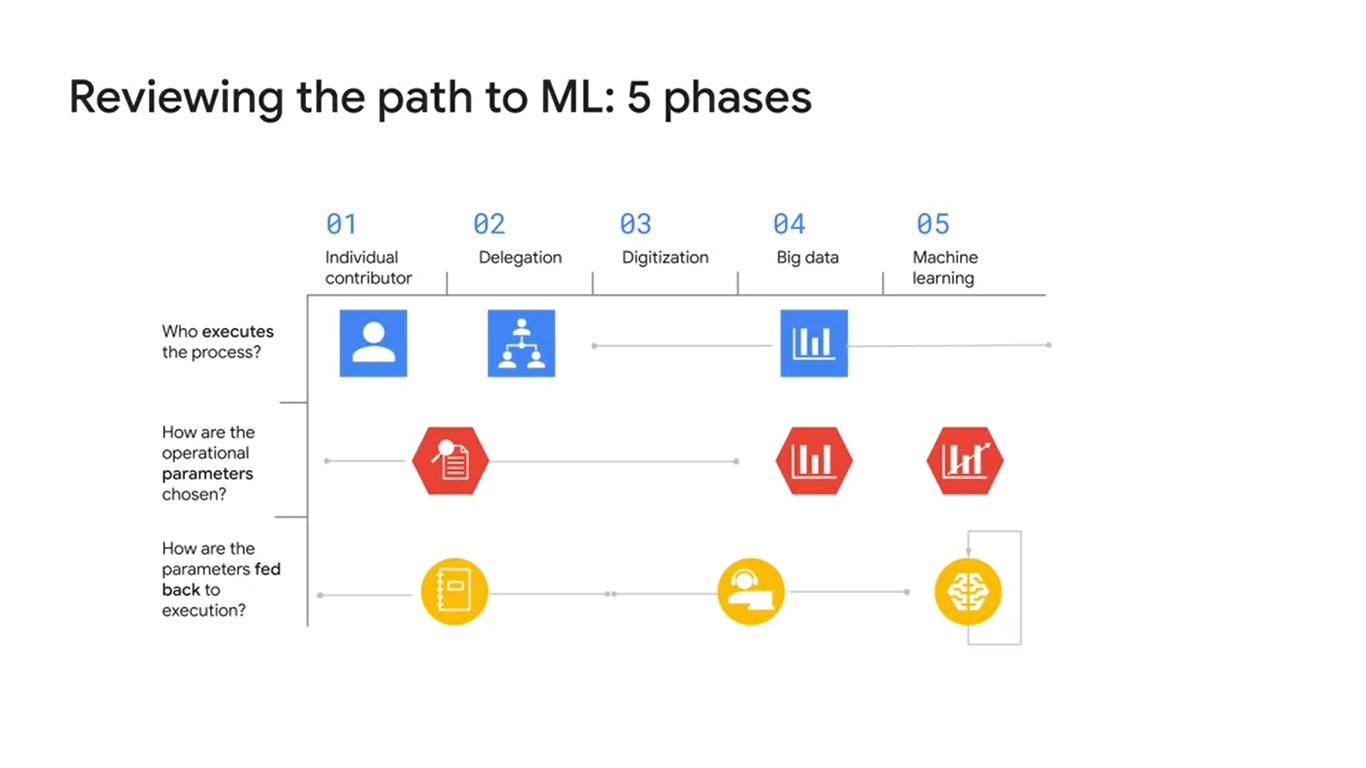 Reviewing the path to ML: 5 phases
01
02
03
04
05
Individual
contributor
Delegation
Digitization
Big data
Machine
learning
Who executes
the process?
How are the
operational
parameters
chosen?
How are the
parameters fed
back to
execution?